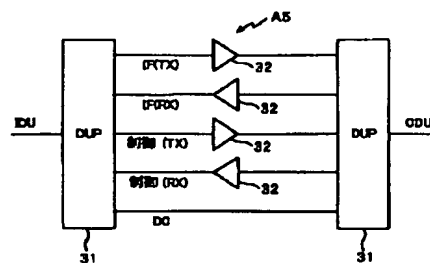 A5
IF(TX)
32
IF(RX)
32
IDU
DUP
制御 (TX)
32
DUP
ODU
制御 (RX)
32
DC
31
31